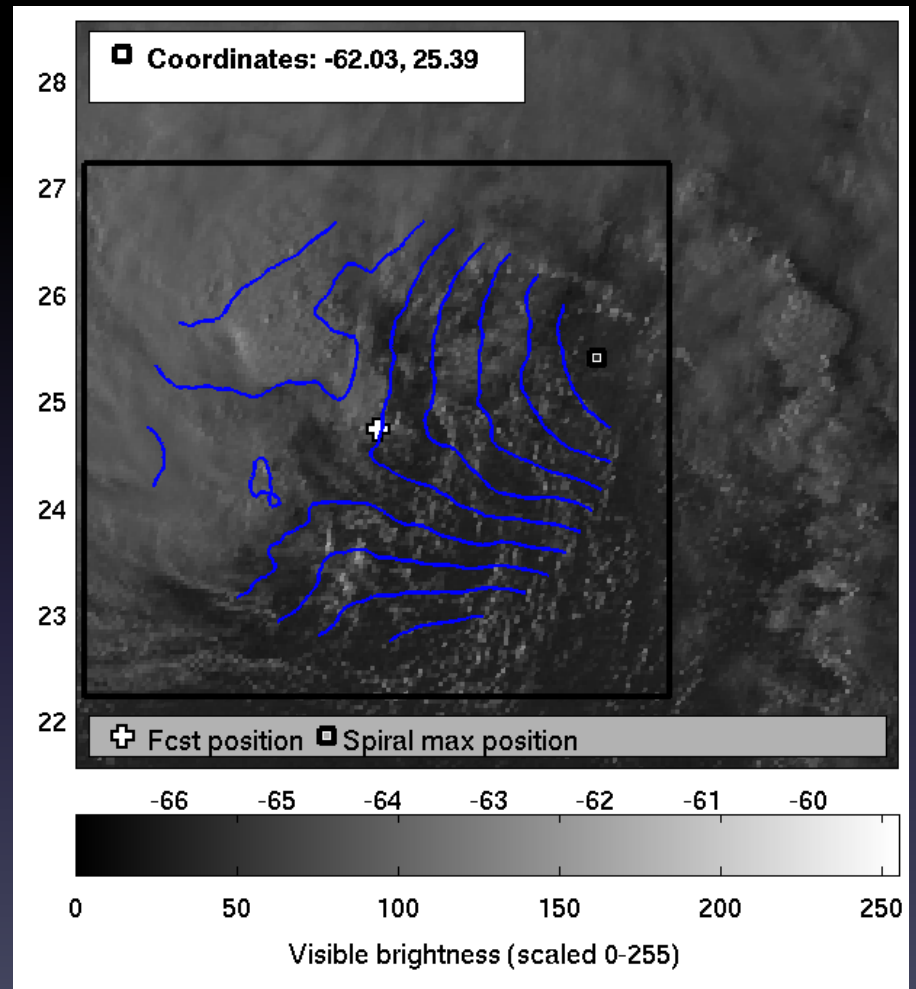 Coordinates: -62.03, 25.39
28
27
26
25
24
23
22
Fcst position Spiral max position
-66 -65 -64 -63 -62 -61 -60
0 50 100 150 200 250
Visible brightness (scaled 0-255)